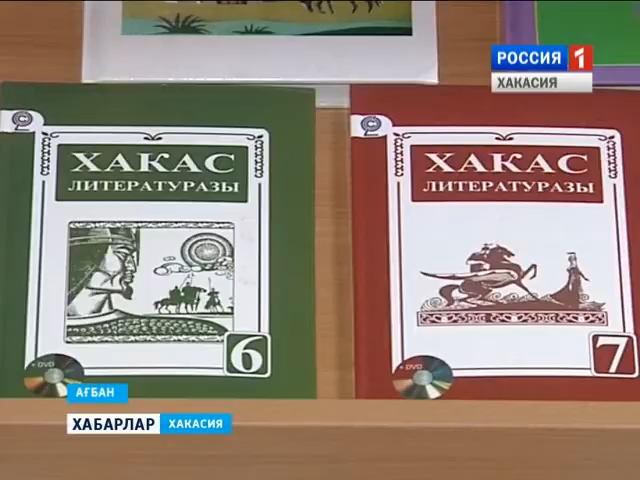 РОССИЯ 1
ХАКАСИЯ
ХАКАС
ЛИТЕРАТУРАЗЫ
6
+ DVD
ХАКАС
ЛИТЕРАТУРАЗЫ
7
+ DVD
АҒБАН
ХАБАРЛАР ХАКАСИЯ